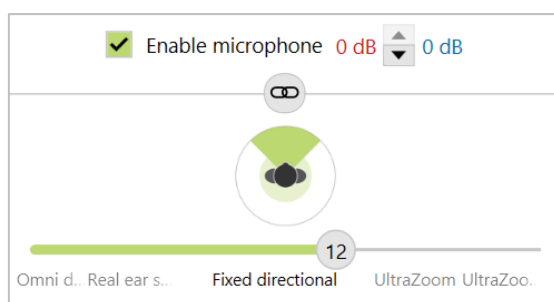 Enable microphone 0 dB 0 dB
12
Omni d.. Real ear s... Fixed directional UltraZoom UltraZoo..